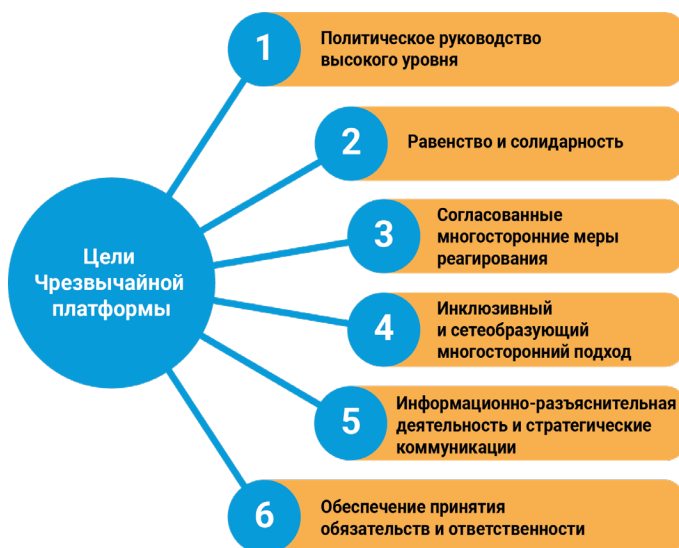 Цели
Чрезвычайной
платформы
1
Политическое руководство
высокого уровня
2
Равенство и солидарность
3
Согласованные
многосторонние меры
реагирования
4
Инклюзивный
и сетеобразующий
многосторонний подход
5
Информационно-разъяснительная
деятельность и стратегические
коммуникации
6
Обеспечение принятия
обязательств и ответственности